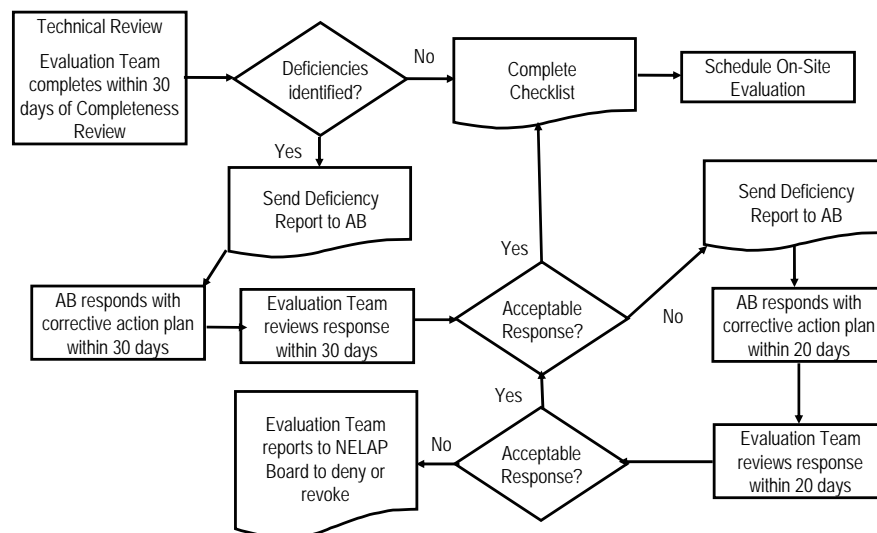 Technical Review
Evaluation Team
completes within 30
days of Completeness
Review
Deficiencies
identified?
No
Complete
Checklist
Schedule On-Site
Evaluation
Yes
Send Deficiency
Report to AB
Send Deficiency
Report to AB
Yes
AB responds with
corrective action plan
within 30 days
Evaluation Team
reviews response
within 30 days
Acceptable
Response?
No
AB responds with
corrective action plan
within 20 days
Yes
Evaluation Team
reports to NELAP
Board to deny or
revoke
No
Acceptable
Response?
Evaluation Team
reviews response
within 20 days